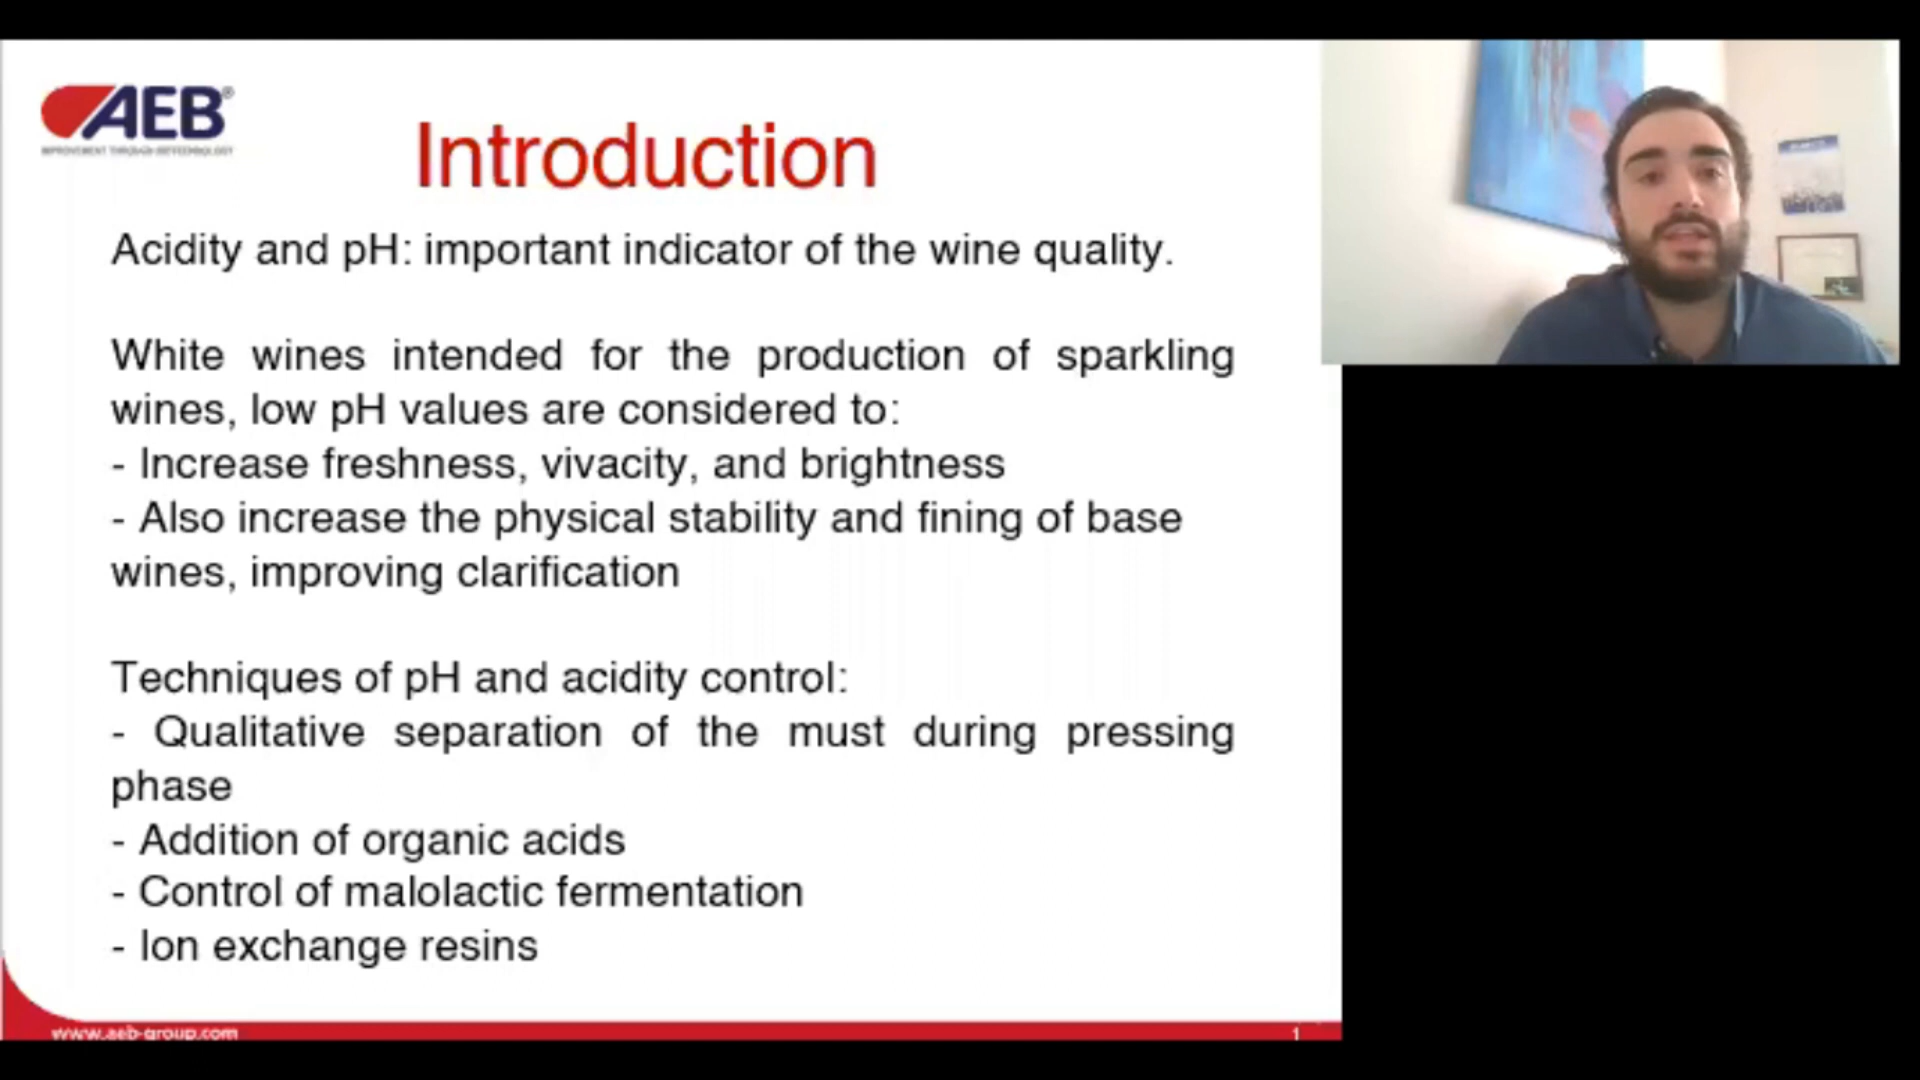 AEB®
IMPROVEMENT THROUGH BIOTECHNOLOGY
Introduction
Acidity and pH: important indicator of the wine quality.
White wines intended for the production of sparkling
wines, low pH values are considered to:
- Increase freshness, vivacity, and brightness
- Also increase the physical stability and fining of base
wines, improving clarification
Techniques of pH and acidity control:
- Qualitative separation of the must during pressing
phase
- Addition of organic acids
- Control of malolactic fermentation
- Ion exchange resins
www.aeb-group.com
1